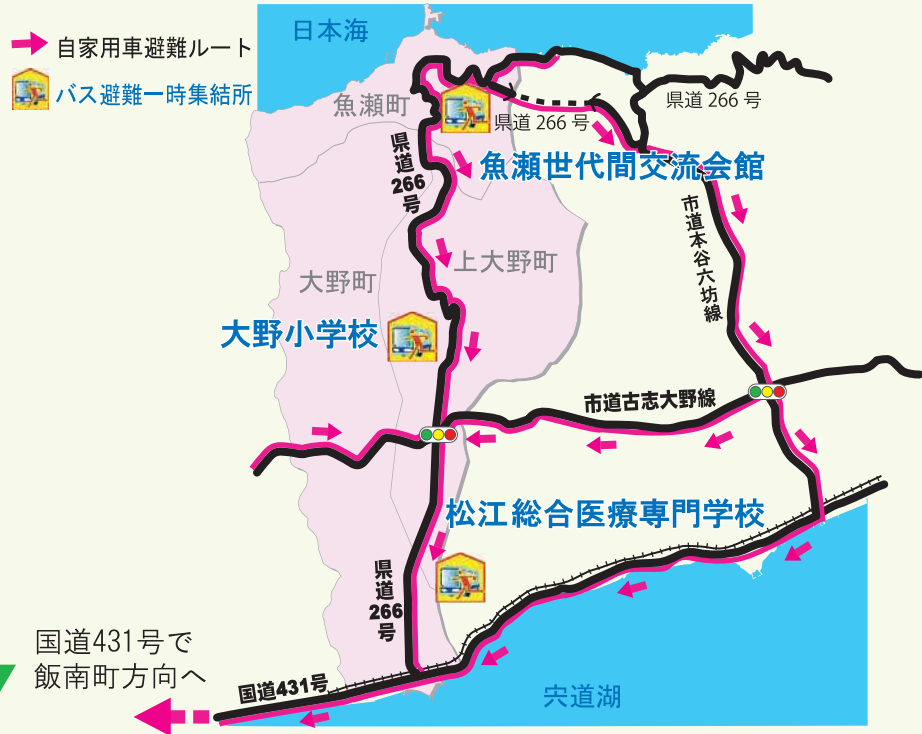 日本海
自家用車避難ルート
バス避難一時集結所
魚瀬町
県道266号
県道266号
県道266号
魚瀬世代間交流会館
市道本谷六坊線
上大野町
大野町
大野小学校
市道古志大野線
松江総合医療専門学校
県道266号
国道431号で
飯南町方向へ
国道431号
宍道湖